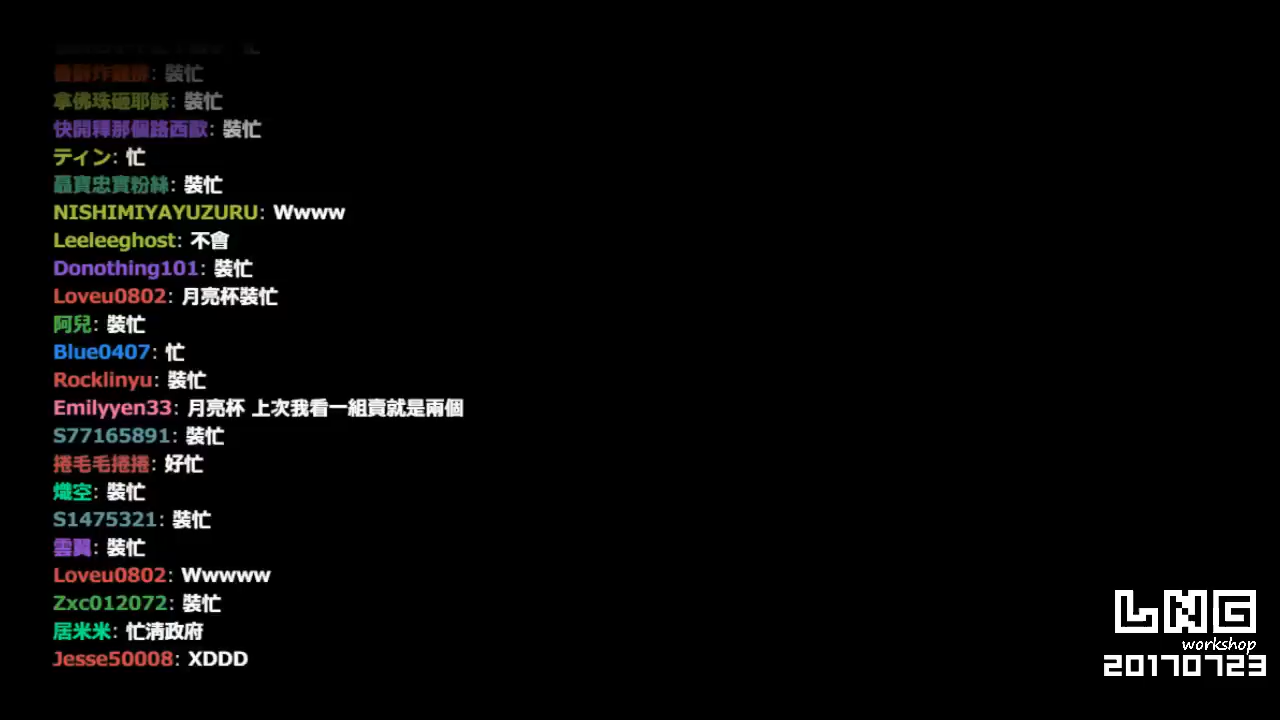 魯酥炸雞排: 裝忙
拿佛珠砸耶穌: 裝忙
快開釋那個路西歐: 裝忙
ティン: 忙
聶寶忠實粉絲: 裝忙
NISHIMIYAYUZURU: Wwww
Leeleeghost: 不會
Donothing101: 裝忙
Loveu0802: 月亮杯裝忙
阿兒: 裝忙
Blue0407: 忙
Rocklinyu: 裝忙
Emilyyen33: 月亮杯 上次我看一組賣就是兩個
S77165891: 裝忙
捲毛毛捲捲: 好忙
熾空: 裝忙
S1475321: 裝忙
雲翼: 裝忙
Loveu0802: Wwwww
Zxc012072: 裝忙
居米米: 忙清政府
Jesse50008: XDDD
LNG
workshop
20170723